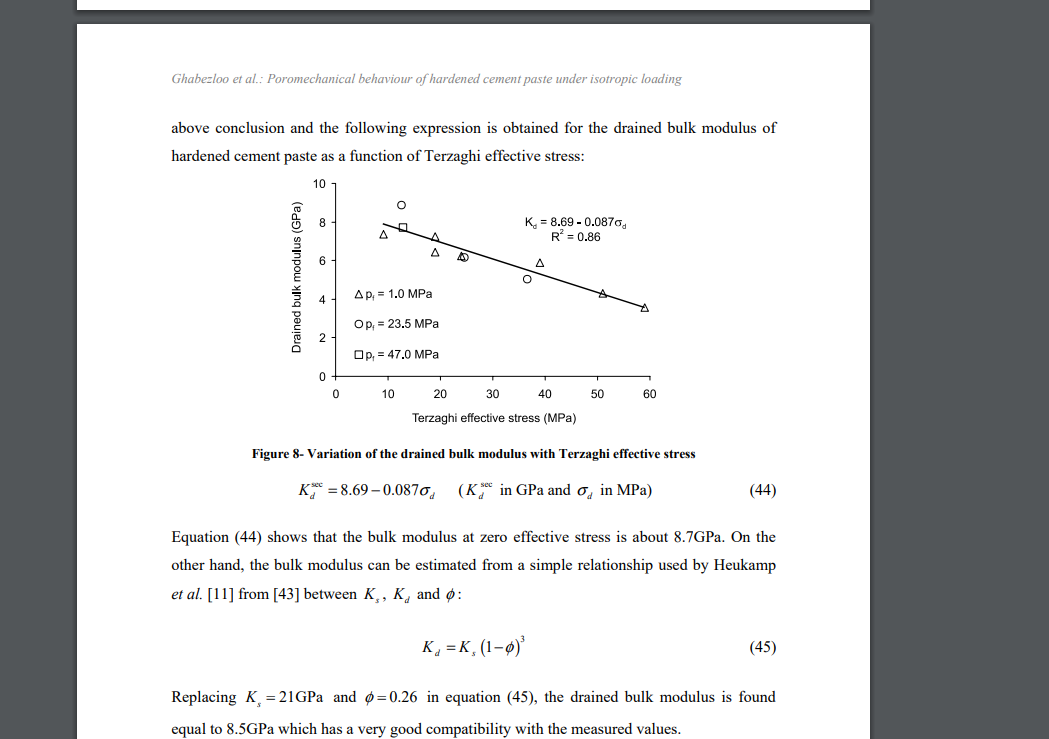 Ghabezloo et al.: Poromechanical behaviour of hardened cement paste under isotropic loading
above conclusion and the following expression is obtained for the drained bulk modulus of
hardened cement paste as a function of Terzaghi effective stress:
10
8
6
4
2
0
Drained bulk modulus (GPa)
K_d = 8.69 - 0.087σ_d
R² = 0.86
△ p_f = 1.0 MPa
○ p_f = 23.5 MPa
□ p_f = 47.0 MPa
0 10 20 30 40 50 60
Terzaghi effective stress (MPa)
Figure 8- Variation of the drained bulk modulus with Terzaghi effective stress
K_d^sec = 8.69 − 0.087σ_d (K_d^sec in GPa and σ_d in MPa) (44)
Equation (44) shows that the bulk modulus at zero effective stress is about 8.7GPa. On the
other hand, the bulk modulus can be estimated from a simple relationship used by Heukamp
et al. [11] from [43] between K_s, K_d and ϕ:
K_d = K_s (1−ϕ)³ (45)
Replacing K_s = 21GPa and ϕ = 0.26 in equation (45), the drained bulk modulus is found
equal to 8.5GPa which has a very good compatibility with the measured values.